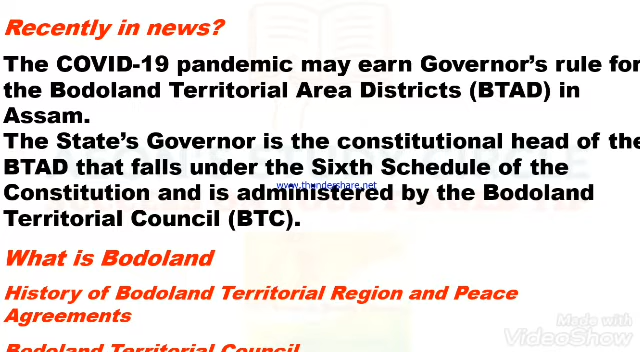 Recently in news?
The COVID-19 pandemic may earn Governor's rule for
the Bodoland Territorial Area Districts (BTAD) in
Assam.
The State's Governor is the constitutional head of the
BTAD that falls under the Sixth Schedule of the
www.thundershare.net
Constitution and is administered by the Bodoland
Territorial Council (BTC).
What is Bodoland
History of Bodoland Territorial Region and Peace
Agreements
Made with
VideoShow
Bodoland Territorial Council